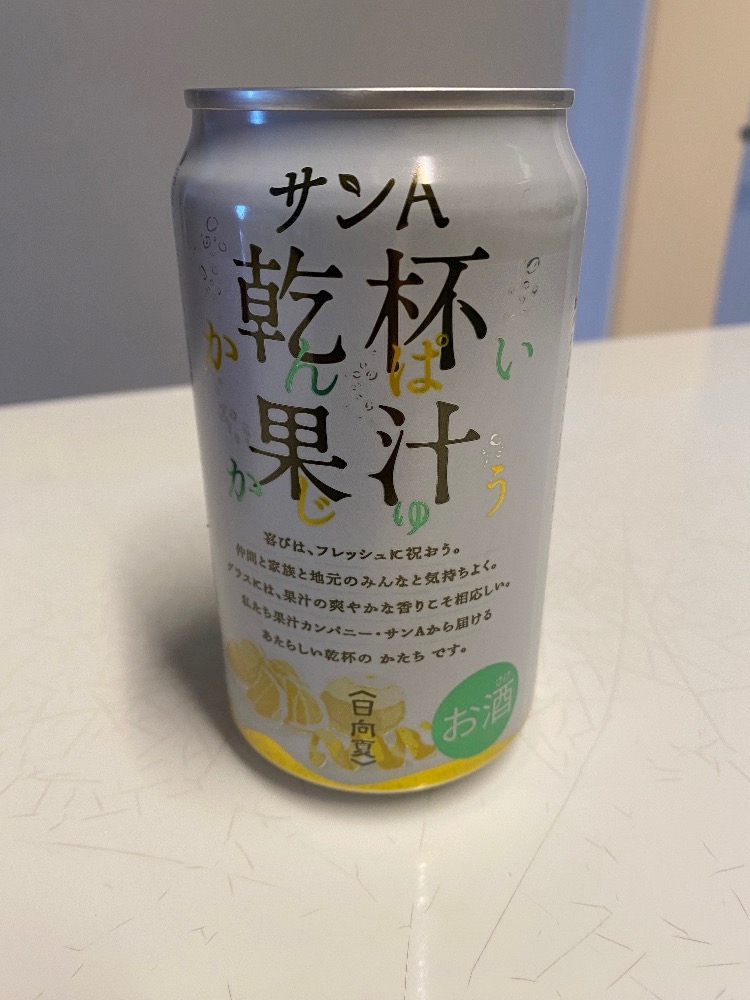 サンA
乾杯
かんぱい
果汁
かじゅう
喜びは、フレッシュに祝おう。
仲間と家族と地元のみんなと気持ちよく。
グラスには、果汁の爽やかな香りこそ相応しい。
私たち果汁カンパニー・サンAから届ける
あたらしい乾杯の かたち です。
〈日向夏〉
さけ
お酒